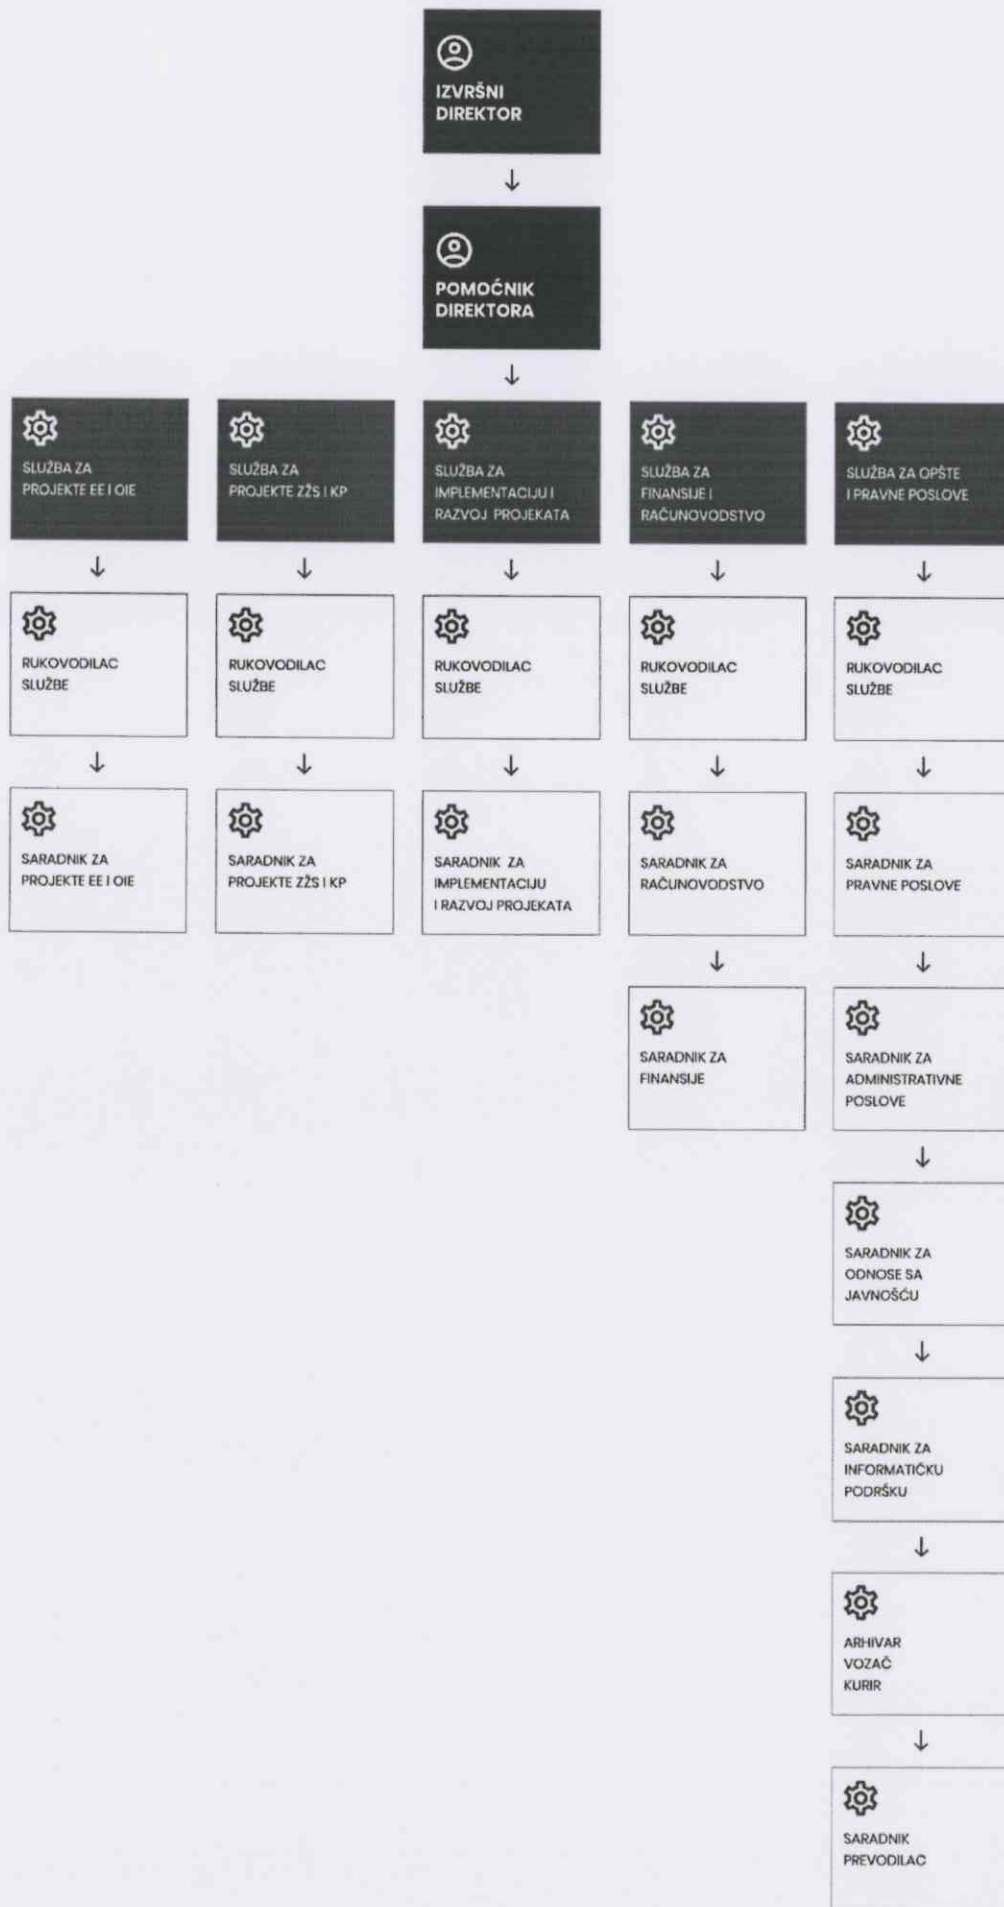 IZVRŠNI
DIREKTOR
POMOĆNIK
DIREKTORA
SLUŽBA ZA
PROJEKTE EE I OIE
SLUŽBA ZA
PROJEKTE ZŽS I KP
SLUŽBA ZA
IMPLEMENTACIJU I
RAZVOJ PROJEKATA
SLUŽBA ZA
FINANSIJE I
RAČUNOVODSTVO
SLUŽBA ZA OPŠTE
I PRAVNE POSLOVE
RUKOVODILAC
SLUŽBE
RUKOVODILAC
SLUŽBE
RUKOVODILAC
SLUŽBE
RUKOVODILAC
SLUŽBE
RUKOVODILAC
SLUŽBE
SARADNIK ZA
PROJEKTE EE I OIE
SARADNIK ZA
PROJEKTE ZŽS I KP
SARADNIK ZA
IMPLEMENTACIJU
I RAZVOJ PROJEKATA
SARADNIK ZA
RAČUNOVODSTVO
SARADNIK ZA
PRAVNE POSLOVE
SARADNIK ZA
FINANSIJE
SARADNIK ZA
ADMINISTRATIVNE
POSLOVE
SARADNIK ZA
ODNOSE SA
JAVNOŠĆU
SARADNIK ZA
INFORMATIČKU
PODRŠKU
ARHIVAR
VOZAČ
KURIR
SARADNIK
PREVODILAC